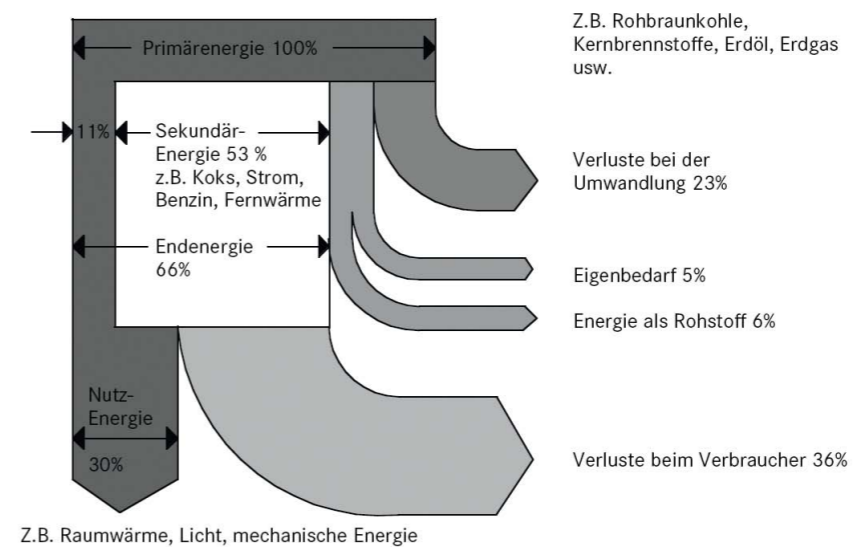 Z.B. Rohbraunkohle,
Kernbrennstoffe, Erdöl, Erdgas
usw.
Primärenergie 100%
11%
Sekundär-
Energie 53 %
z.B. Koks, Strom,
Benzin, Fernwärme
Verluste bei der
Umwandlung 23%
Endenergie
66%
Eigenbedarf 5%
Energie als Rohstoff 6%
Nutz-
Energie
30%
Verluste beim Verbraucher 36%
Z.B. Raumwärme, Licht, mechanische Energie